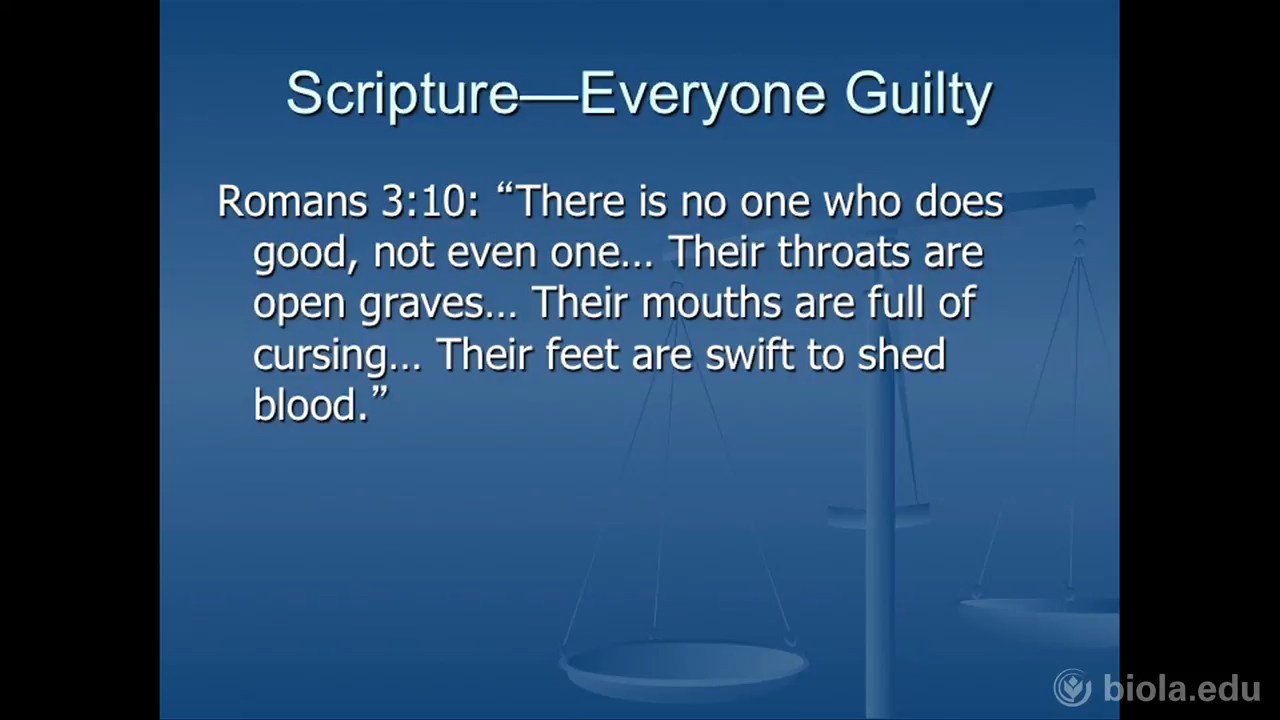 Scripture—Everyone Guilty
Romans 3:10: “There is no one who does
good, not even one… Their throats are
open graves… Their mouths are full of
cursing… Their feet are swift to shed
blood.”
biola.edu